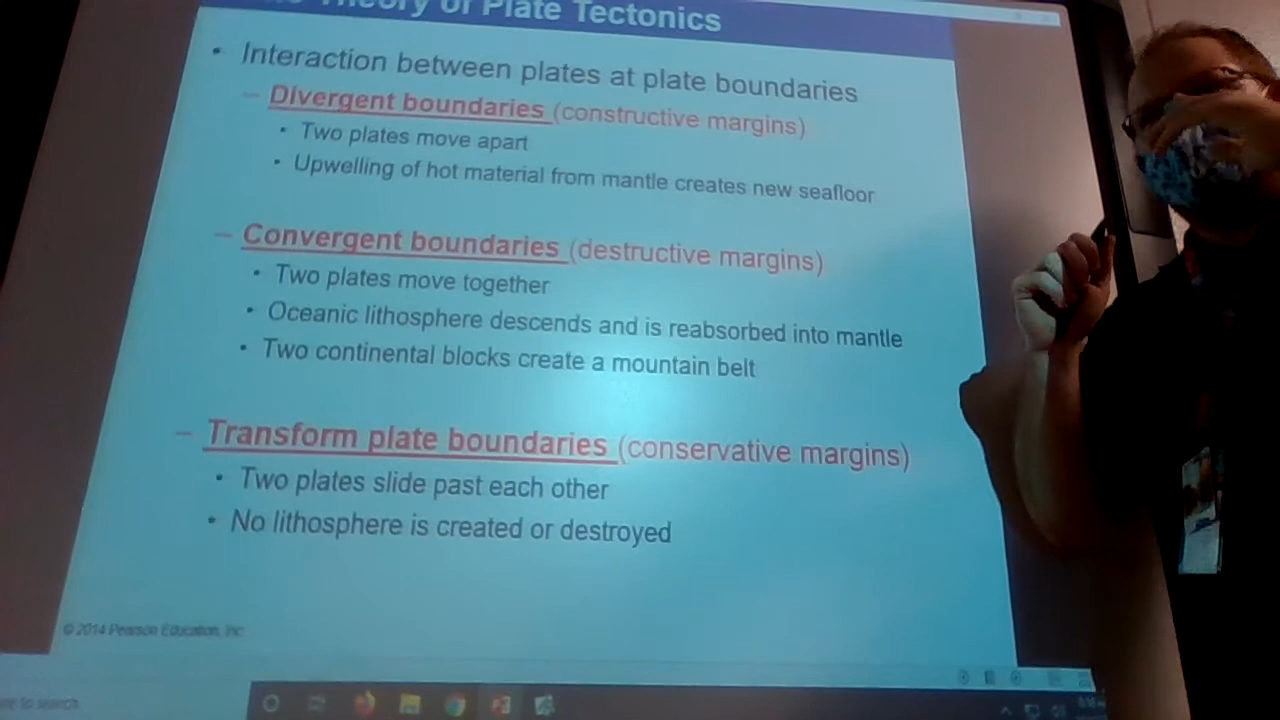 Theory of Plate Tectonics
• Interaction between plates at plate boundaries
– Divergent boundaries (constructive margins)
• Two plates move apart
• Upwelling of hot material from mantle creates new seafloor
– Convergent boundaries (destructive margins)
• Two plates move together
• Oceanic lithosphere descends and is reabsorbed into mantle
• Two continental blocks create a mountain belt
– Transform plate boundaries (conservative margins)
• Two plates slide past each other
• No lithosphere is created or destroyed
© 2014 Pearson Education, Inc.
to search